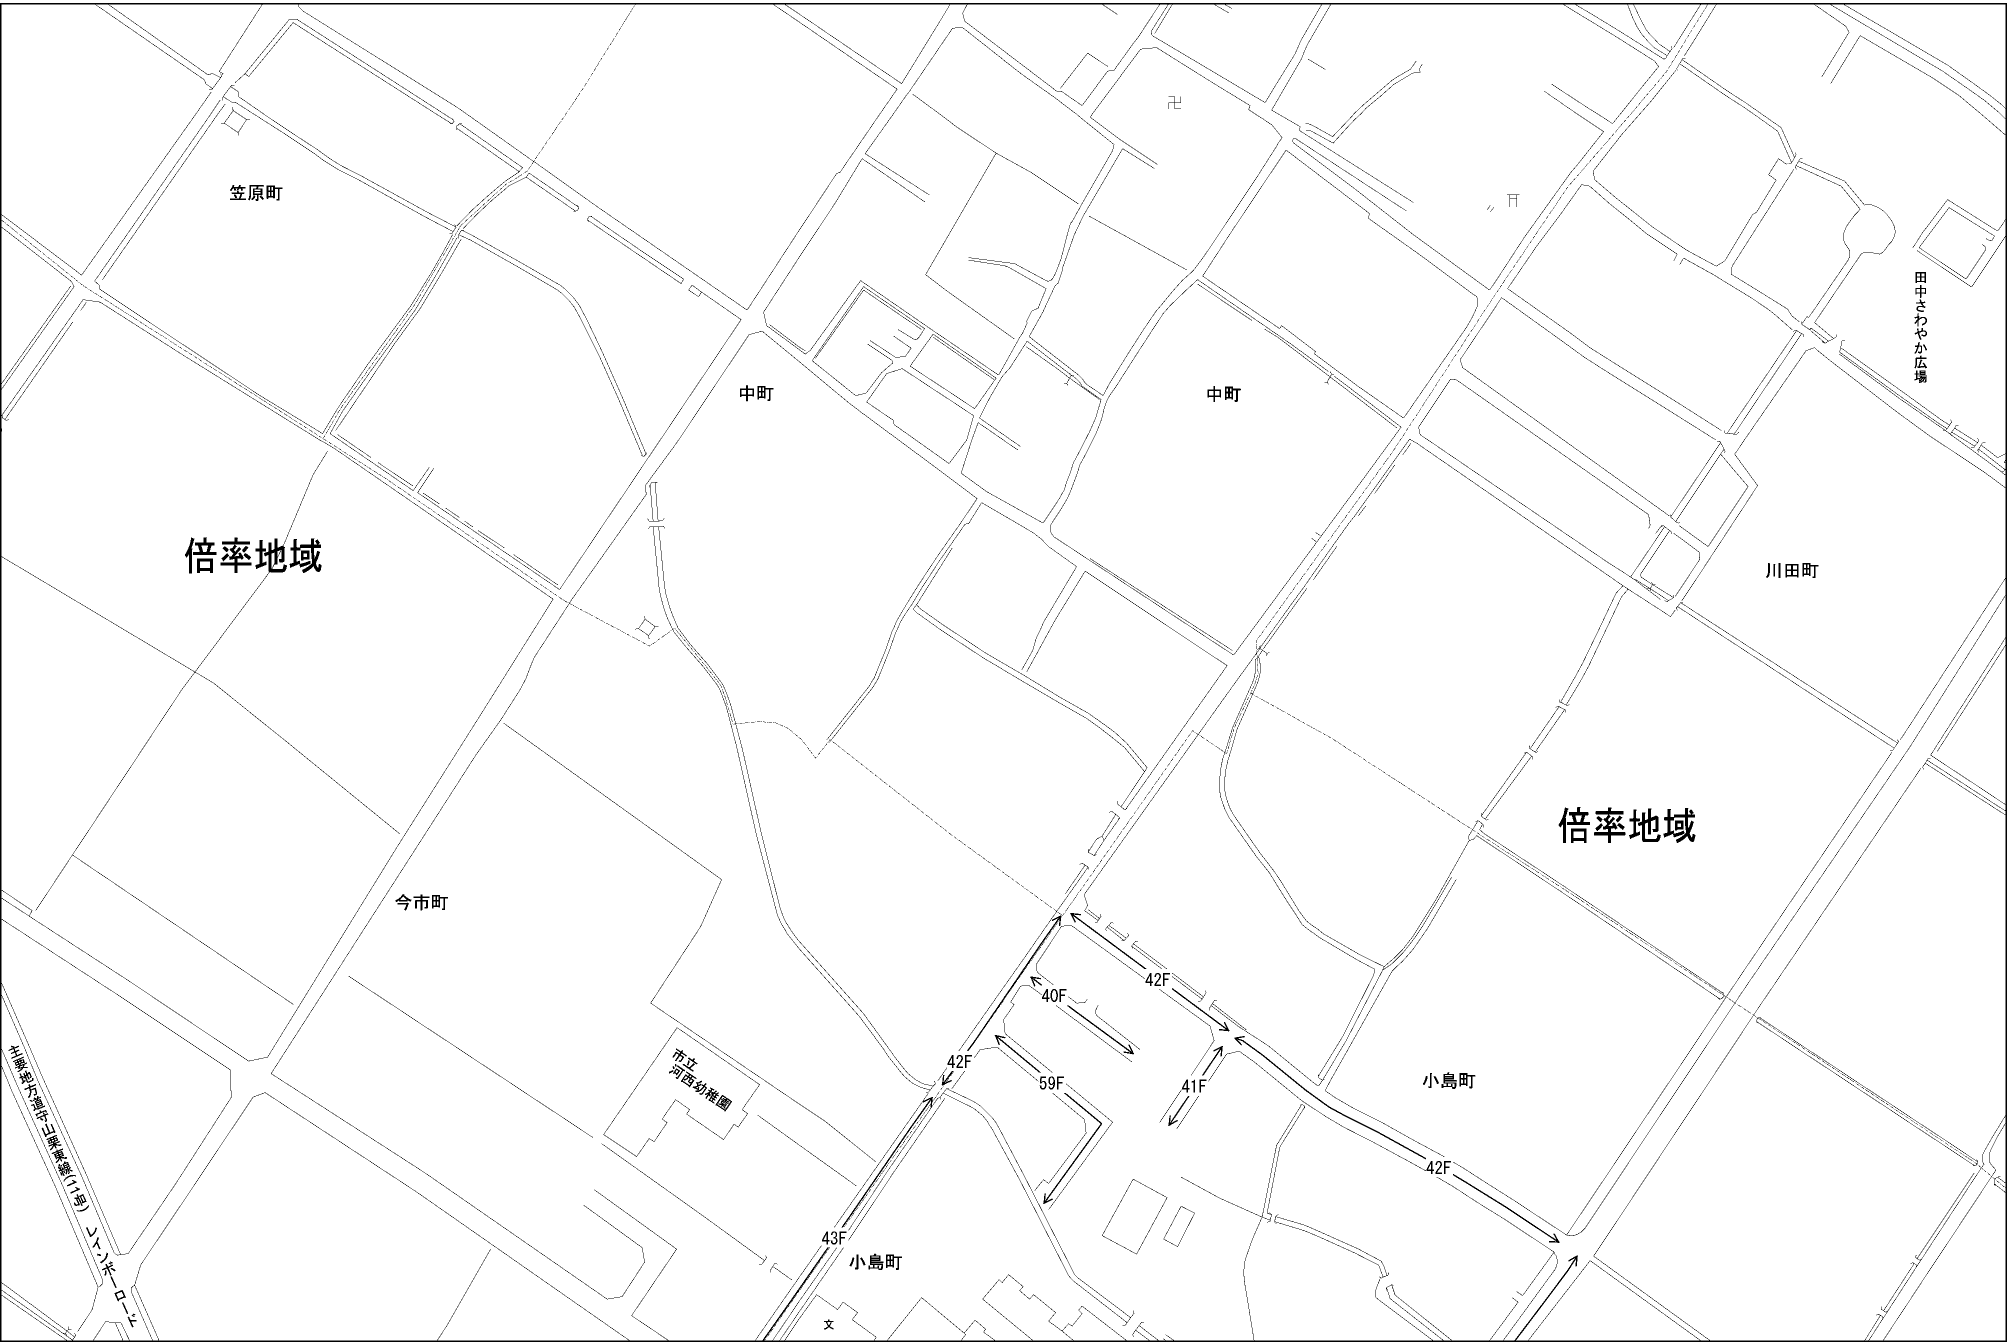 笠原町
田中さわやか広場
中町
中町
倍率地域
川田町
倍率地域
今市町
42F
40F
主要地方道守山栗東線(11号) レインボーロード
市立
河西幼稚園
42F
59F
41F
小島町
42F
43F
小島町
文